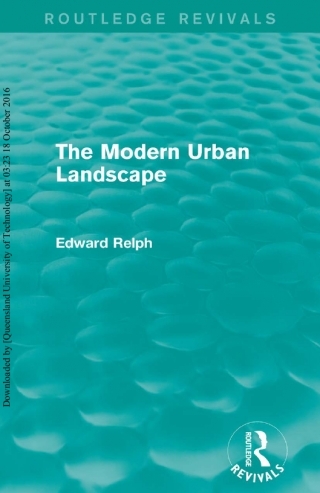 ROUTLEDGE REVIVALS
The Modern Urban
Landscape
Edward Relph
Downloaded by [Queensland University of Technology] at 03:23 18 October 2016
ROUTLEDGE
REVIVALS